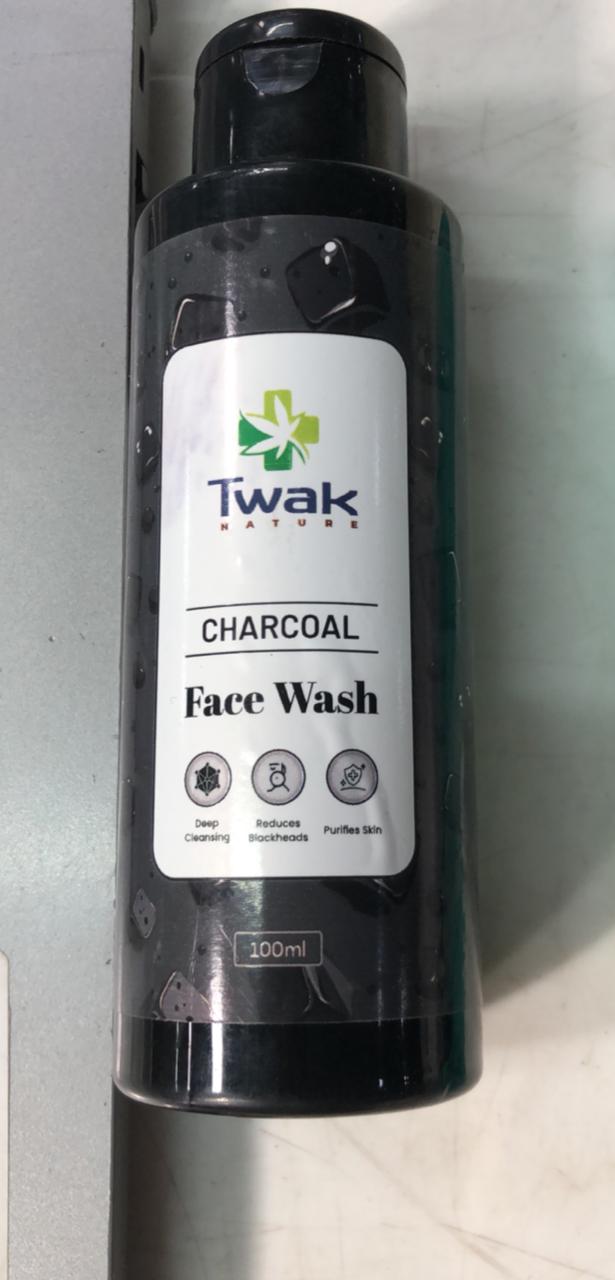 Twak
NATURE
CHARCOAL
Face Wash
Deep
Cleansing
Reduces
Blackheads
Purifies Skin
100ml